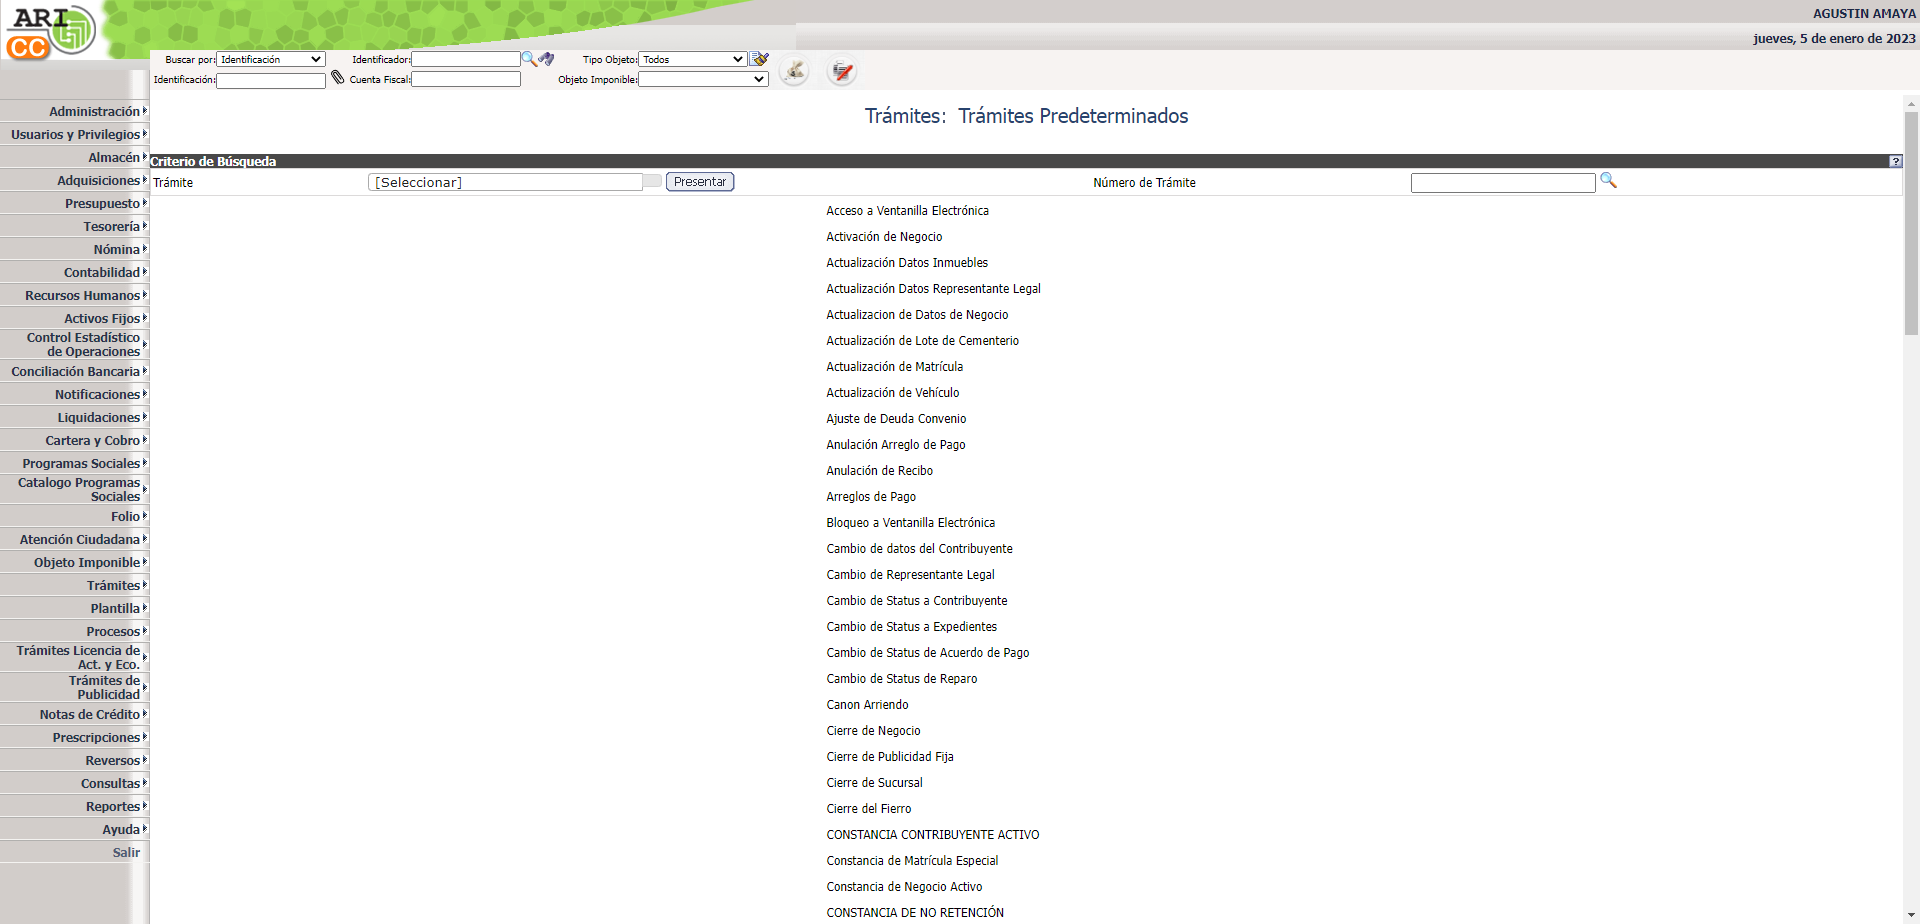 ARI
CC
AGUSTIN AMAYA
jueves, 5 de enero de 2023
Buscar por: Identificación Identificador: Tipo Objeto: Todos
Identificación: Cuenta Fiscal: Objeto Imponible:
Trámites: Trámites Predeterminados
Criterio de Búsqueda ?
Trámite [Seleccionar] Presentar Número de Trámite
Administración
Usuarios y Privilegios
Almacén
Adquisiciones
Presupuesto
Tesorería
Nómina
Contabilidad
Recursos Humanos
Activos Fijos
Control Estadístico
de Operaciones
Conciliación Bancaria
Notificaciones
Liquidaciones
Cartera y Cobro
Programas Sociales
Catalogo Programas
Sociales
Folio
Atención Ciudadana
Objeto Imponible
Trámites
Plantilla
Procesos
Trámites Licencia de
Act. y Eco.
Trámites de
Publicidad
Notas de Crédito
Prescripciones
Reversos
Consultas
Reportes
Ayuda
Salir
Acceso a Ventanilla Electrónica
Activación de Negocio
Actualización Datos Inmuebles
Actualización Datos Representante Legal
Actualizacion de Datos de Negocio
Actualización de Lote de Cementerio
Actualización de Matrícula
Actualización de Vehículo
Ajuste de Deuda Convenio
Anulación Arreglo de Pago
Anulación de Recibo
Arreglos de Pago
Bloqueo a Ventanilla Electrónica
Cambio de datos del Contribuyente
Cambio de Representante Legal
Cambio de Status a Contribuyente
Cambio de Status a Expedientes
Cambio de Status de Acuerdo de Pago
Cambio de Status de Reparo
Canon Arriendo
Cierre de Negocio
Cierre de Publicidad Fija
Cierre de Sucursal
Cierre del Fierro
CONSTANCIA CONTRIBUYENTE ACTIVO
Constancia de Matrícula Especial
Constancia de Negocio Activo
CONSTANCIA DE NO RETENCIÓN